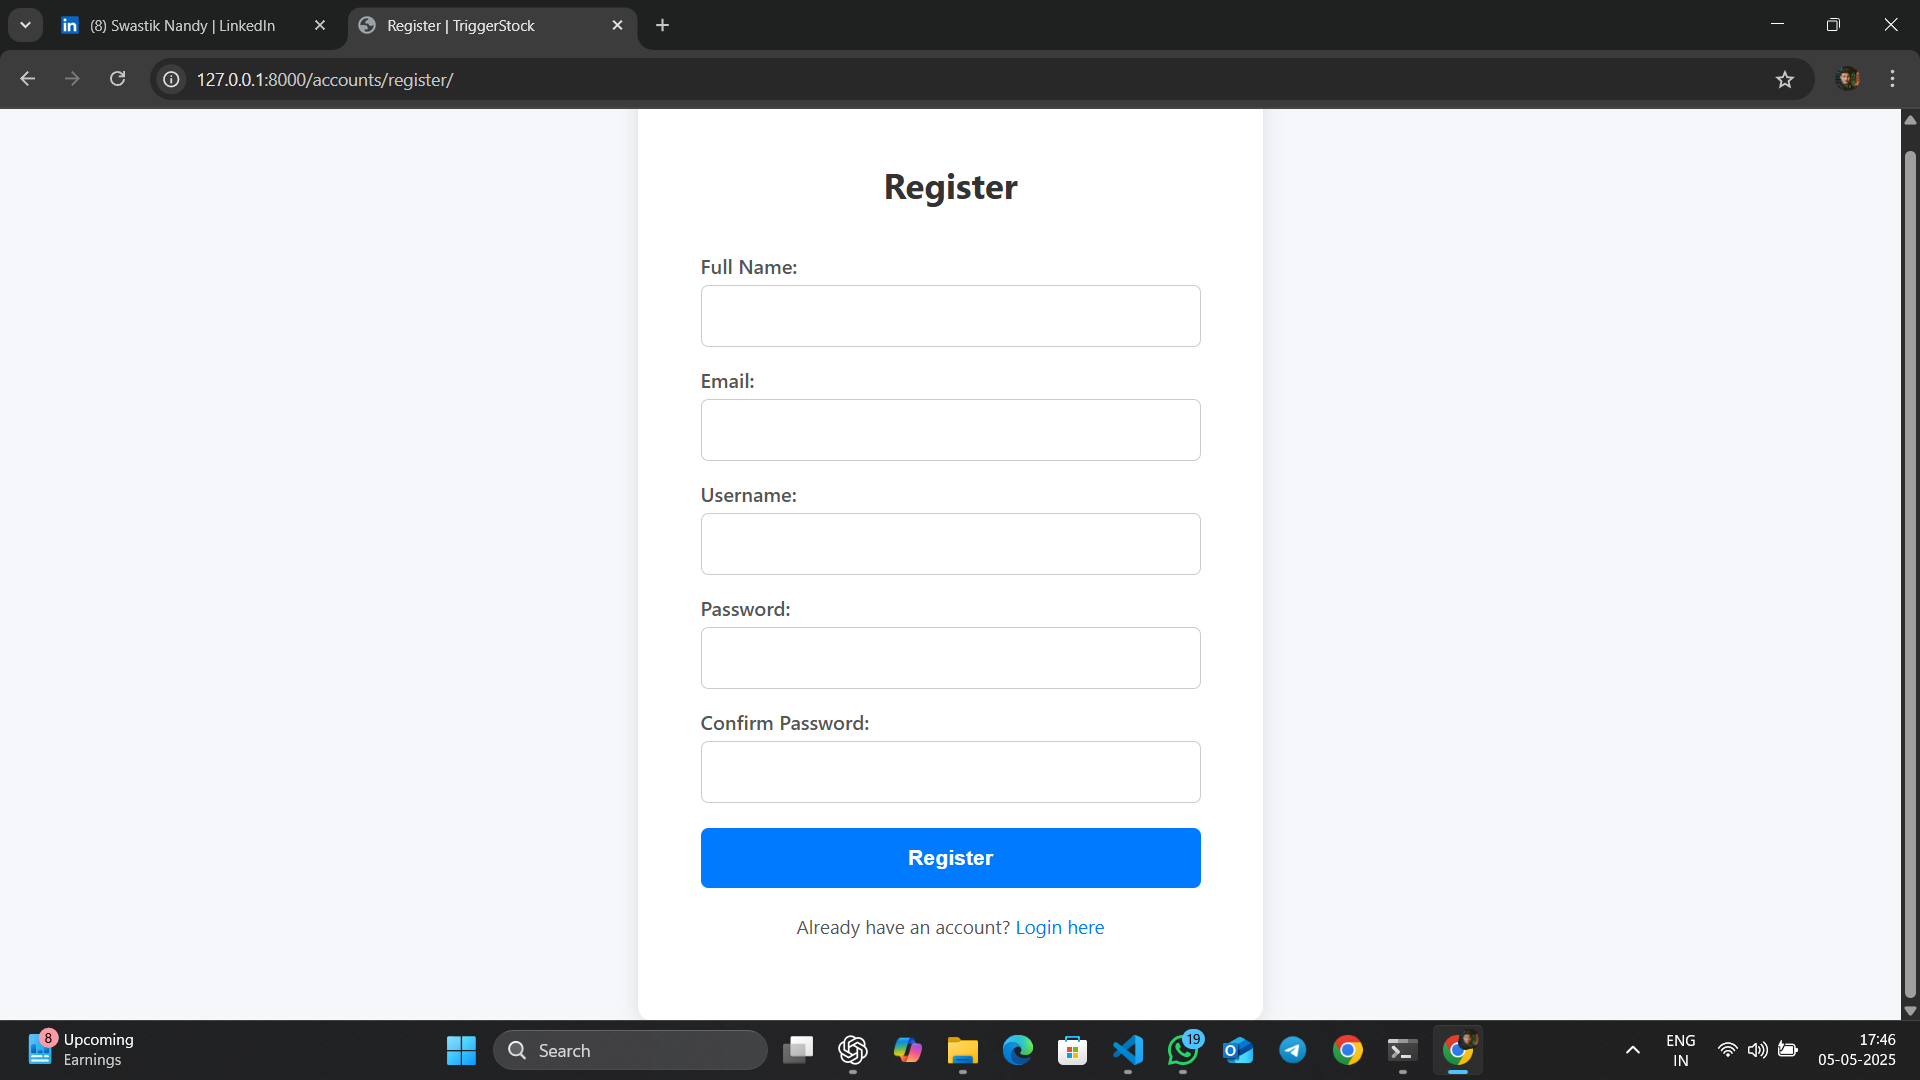 (8) Swastik Nandy | LinkedIn
Register | TriggerStock
127.0.0.1:8000/accounts/register/
Register
Full Name:
Email:
Username:
Password:
Confirm Password:
Register
Already have an account? Login here
8
Upcoming
Earnings
Search
19
ENG
IN
17:46
05-05-2025